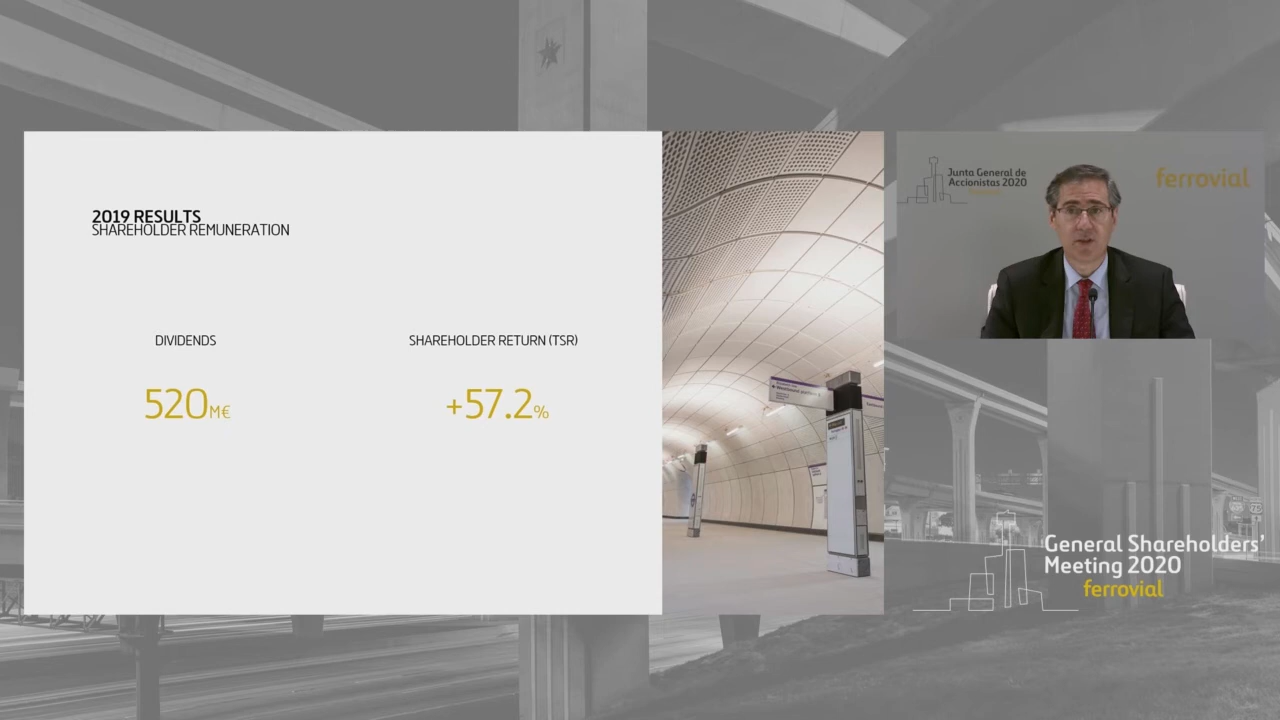 2019 RESULTS
SHAREHOLDER REMUNERATION
DIVIDENDS
520M€
SHAREHOLDER RETURN (TSR)
+57.2%
Junta General de
Accionistas 2020
ferrovial
General Shareholders'
Meeting 2020
ferrovial